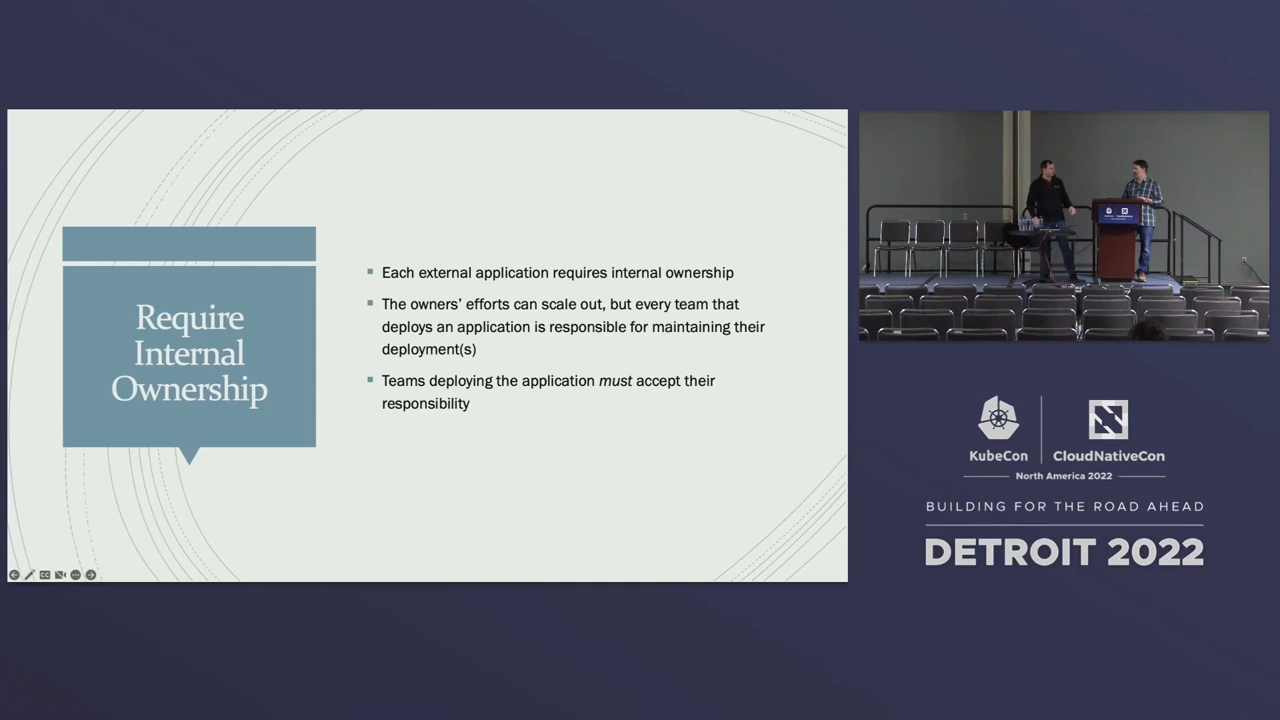 Require
Internal
Ownership
Each external application requires internal ownership
The owners’ efforts can scale out, but every team that
deploys an application is responsible for maintaining their
deployment(s)
Teams deploying the application must accept their
responsibility
KubeCon
CloudNativeCon
North America 2022
BUILDING FOR THE ROAD AHEAD
DETROIT 2022